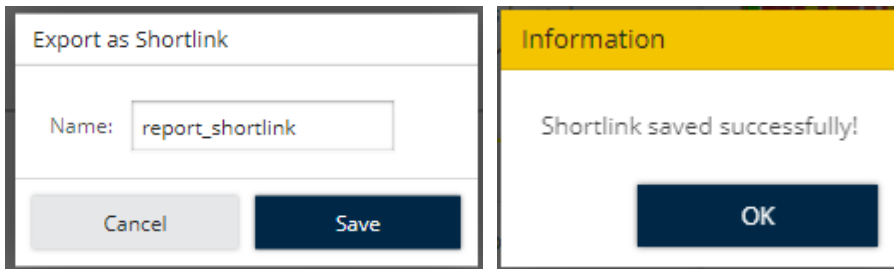 Export as Shortlink
Name: report_shortlink
Cancel Save
Information
Shortlink saved successfully!
OK